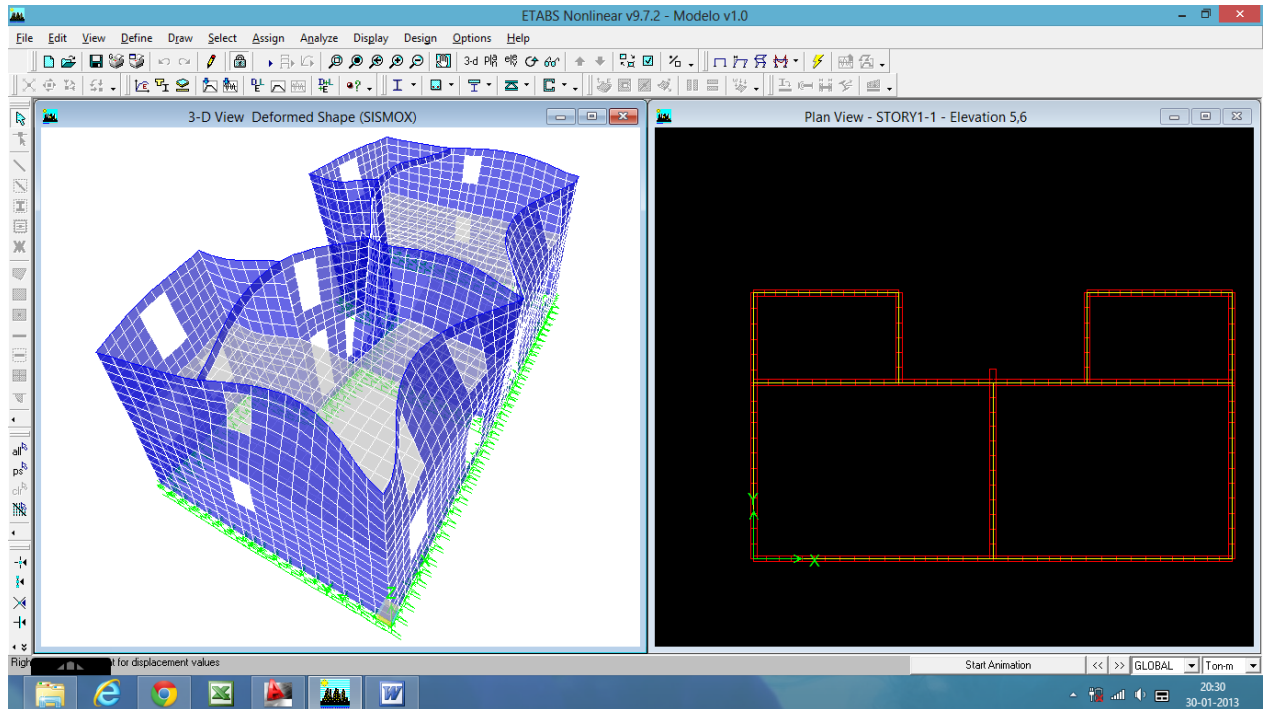 ETABS Nonlinear v9.7.2 - Modelo v1.0
File Edit View Define Draw Select Assign Analyze Display Design Options Help
3-d
3-D View Deformed Shape (SISMOX)
Plan View - STORY1-1 - Elevation 5,6
all
ps
clr
Y
X
Righ
t for displacement values
Start Animation
<< >> GLOBAL Ton-m
20:30
30-01-2013